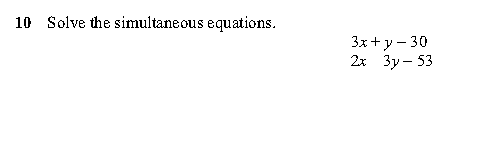 10 Solve the simultaneous equations.
3x + y – 30
2x 3y – 53